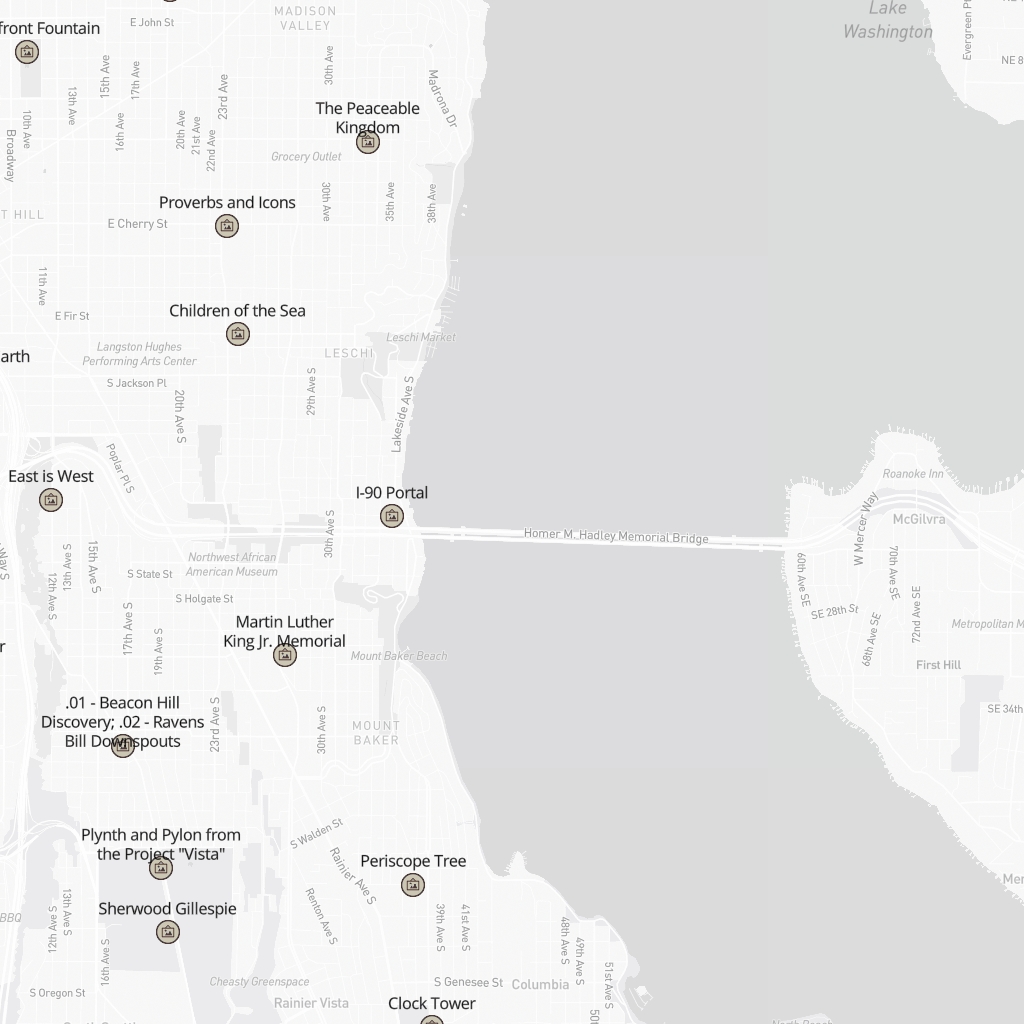 Lake
Washington
MADISON
VALLEY
E John St
front Fountain
Evergreen Pt
NE 8
15th Ave
17th Ave
30th Ave
23rd Ave
Madrona Dr
13th Ave
10th Ave
Broadway
16th Ave
20th Ave
21st Ave
22nd Ave
The Peaceable
Kingdom
Grocery Outlet
30th Ave
35th Ave
38th Ave
Proverbs and Icons
T HILL
E Cherry St
11th Ave
E Fir St
Children of the Sea
Leschi Market
LESCHI
Langston Hughes
Performing Arts Center
arth
S Jackson Pl
29th Ave S
20th Ave S
Lakeside Ave S
Poplar Pl S
East is West
I-90 Portal
Roanoke Inn
W Mercer Way
McGilvra
Homer M. Hadley Memorial Bridge
30th Ave S
Way S
12th Ave S
13th Ave S
15th Ave S
Northwest African
American Museum
S State St
S Holgate St
60th Ave SE
70th Ave SE
72nd Ave SE
SE 28th St
68th Ave SE
Metropolitan M
First Hill
17th Ave S
19th Ave S
Martin Luther
King Jr. Memorial
Mount Baker Beach
r
.01 - Beacon Hill
Discovery; .02 - Ravens
Bill Downspouts
23rd Ave S
30th Ave S
MOUNT
BAKER
SE 34th
Plynth and Pylon from
the Project "Vista"
S Walden St
Rainier Ave S
Periscope Tree
Mer
Sherwood Gillespie
BBQ
12th Ave S
13th Ave S
16th Ave S
Renton Ave S
39th Ave S
41st Ave S
48th Ave S
49th Ave S
51st Ave S
50t
S Oregon St
Cheasty Greenspace
S Genesee St
Columbia
Rainier Vista
Clock Tower